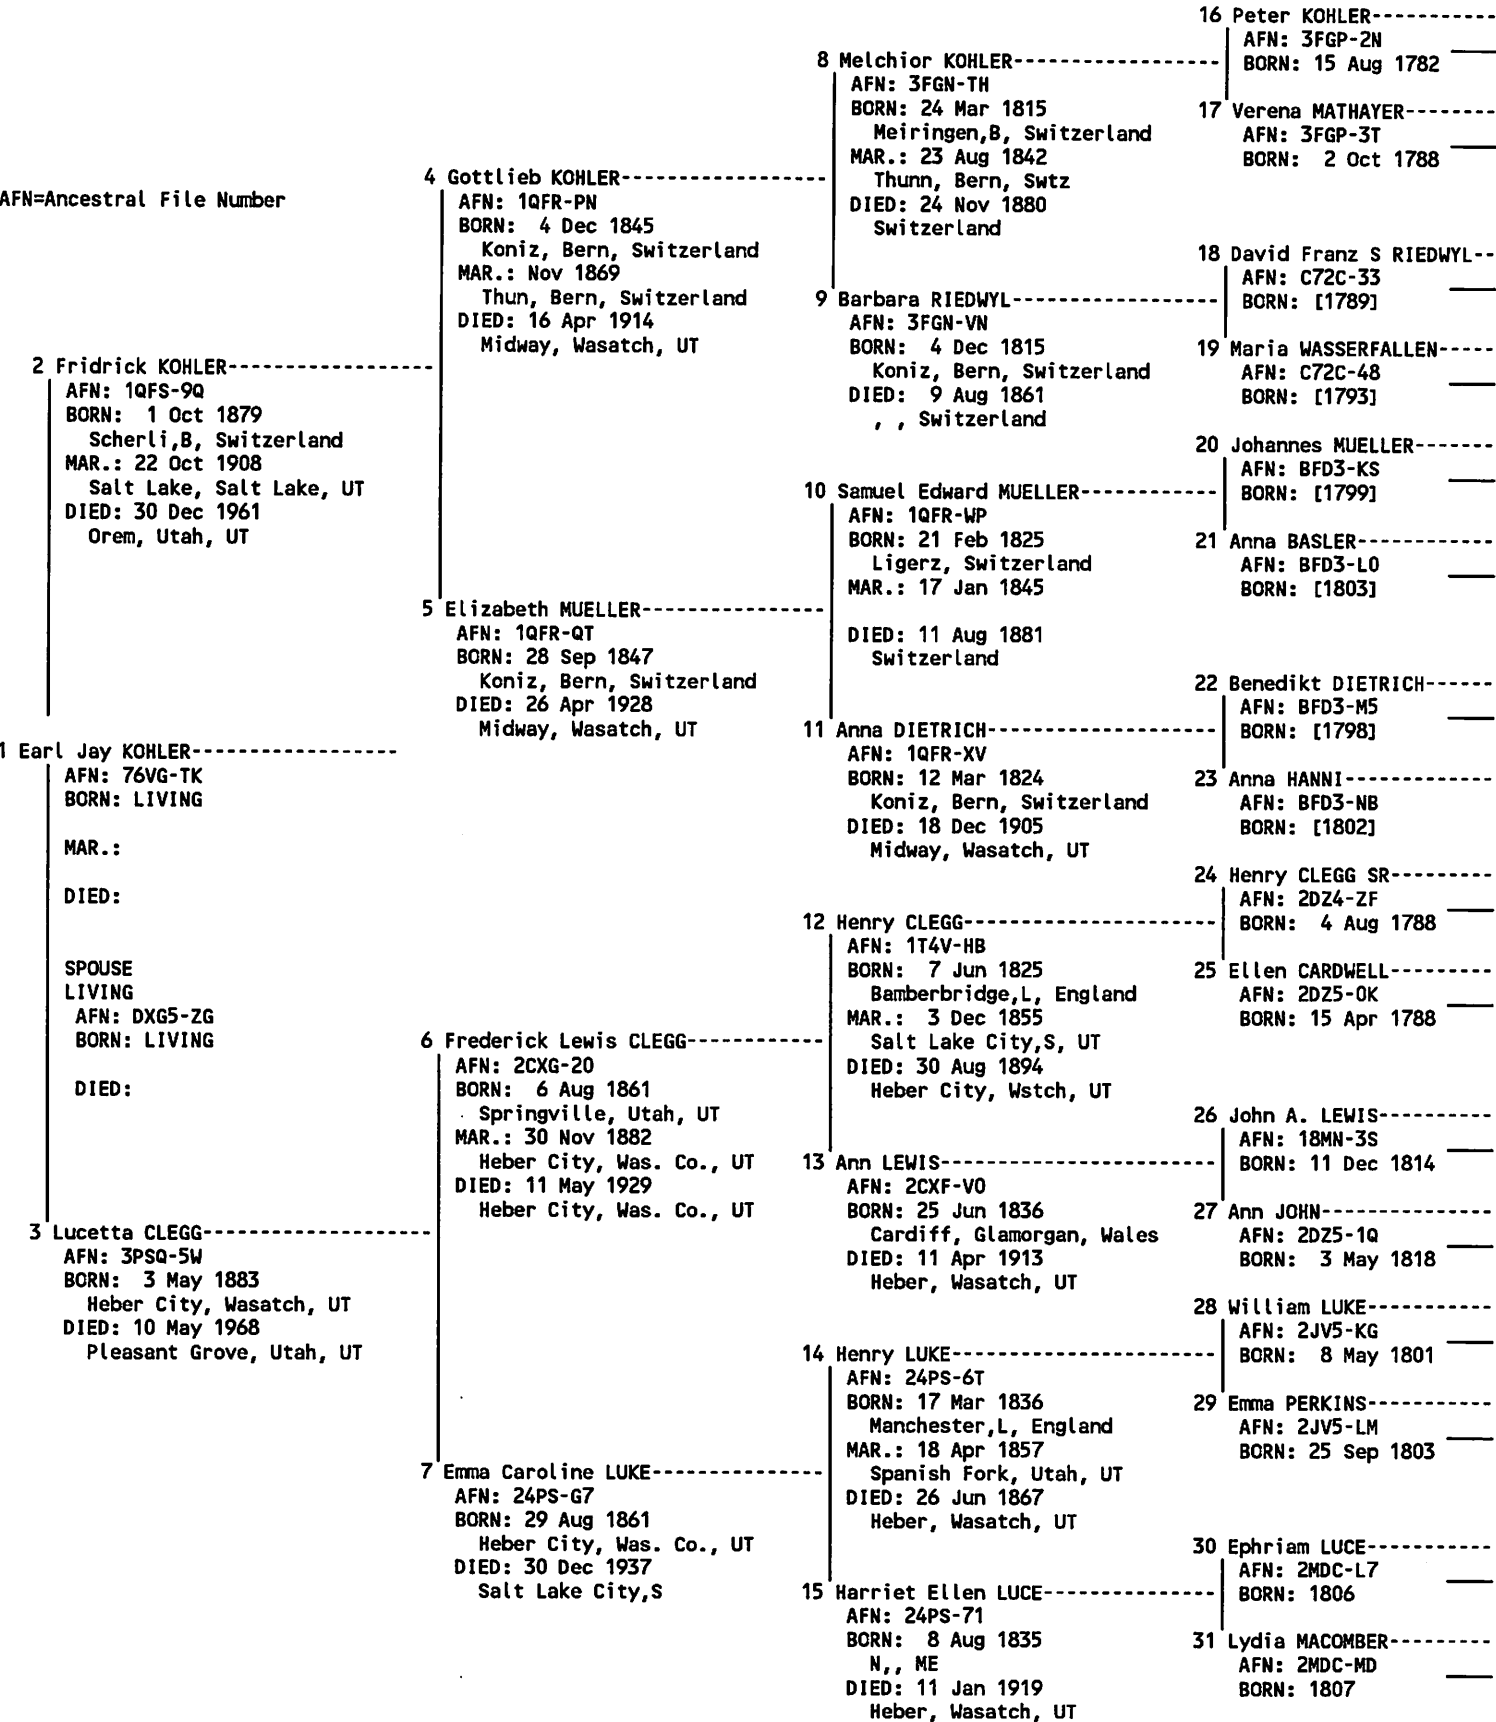 AFN=Ancestral File Number
1 Earl Jay KOHLER-----------------
AFN: 76VG-TK
BORN: LIVING
MAR.:
DIED:
SPOUSE
LIVING
AFN: DXG5-ZG
BORN: LIVING
DIED:
2 Fridrick KOHLER-----------------
AFN: 1QFS-9Q
BORN: 1 Oct 1879
Scherli,B, Switzerland
MAR.: 22 Oct 1908
Salt Lake, Salt Lake, UT
DIED: 30 Dec 1961
Orem, Utah, UT
3 Lucetta CLEGG-------------------
AFN: 3PSQ-5W
BORN: 3 May 1883
Heber City, Wasatch, UT
DIED: 10 May 1968
Pleasant Grove, Utah, UT
4 Gottlieb KOHLER-----------------
AFN: 1QFR-PN
BORN: 4 Dec 1845
Koniz, Bern, Switzerland
MAR.: Nov 1869
Thun, Bern, Switzerland
DIED: 16 Apr 1914
Midway, Wasatch, UT
5 Elizabeth MUELLER---------------
AFN: 1QFR-QT
BORN: 28 Sep 1847
Koniz, Bern, Switzerland
DIED: 26 Apr 1928
Midway, Wasatch, UT
6 Frederick Lewis CLEGG-----------
AFN: 2CXG-20
BORN: 6 Aug 1861
Springville, Utah, UT
MAR.: 30 Nov 1882
Heber City, Was. Co., UT
DIED: 11 May 1929
Heber City, Was. Co., UT
7 Emma Caroline LUKE--------------
AFN: 24PS-G7
BORN: 29 Aug 1861
Heber City, Was. Co., UT
DIED: 30 Dec 1937
Salt Lake City,S
8 Melchior KOHLER-----------------
AFN: 3FGN-TH
BORN: 24 Mar 1815
Meiringen,B, Switzerland
MAR.: 23 Aug 1842
Thunn, Bern, Swtz
DIED: 24 Nov 1880
Switzerland
9 Barbara RIEDWYL-----------------
AFN: 3FGN-VN
BORN: 4 Dec 1815
Koniz, Bern, Switzerland
DIED: 9 Aug 1861
, , Switzerland
10 Samuel Edward MUELLER-----------
AFN: 1QFR-WP
BORN: 21 Feb 1825
Ligerz, Switzerland
MAR.: 17 Jan 1845
DIED: 11 Aug 1881
Switzerland
11 Anna DIETRICH-------------------
AFN: 1QFR-XV
BORN: 12 Mar 1824
Koniz, Bern, Switzerland
DIED: 18 Dec 1905
Midway, Wasatch, UT
12 Henry CLEGG---------------------
AFN: 1T4V-HB
BORN: 7 Jun 1825
Bamberbridge,L, England
MAR.: 3 Dec 1855
Salt Lake City,S, UT
DIED: 30 Aug 1894
Heber City, Wstch, UT
13 Ann LEWIS-----------------------
AFN: 2CXF-V0
BORN: 25 Jun 1836
Cardiff, Glamorgan, Wales
DIED: 11 Apr 1913
Heber, Wasatch, UT
14 Henry LUKE----------------------
AFN: 24PS-6T
BORN: 17 Mar 1836
Manchester,L, England
MAR.: 18 Apr 1857
Spanish Fork, Utah, UT
DIED: 26 Jun 1867
Heber, Wasatch, UT
15 Harriet Ellen LUCE--------------
AFN: 24PS-71
BORN: 8 Aug 1835
N,, ME
DIED: 11 Jan 1919
Heber, Wasatch, UT
16 Peter KOHLER-----------
AFN: 3FGP-2N
BORN: 15 Aug 1782
17 Verena MATHAYER--------
AFN: 3FGP-3T
BORN: 2 Oct 1788
18 David Franz S RIEDWYL--
AFN: C72C-33
BORN: [1789]
19 Maria WASSERFALLEN-----
AFN: C72C-48
BORN: [1793]
20 Johannes MUELLER-------
AFN: BFD3-KS
BORN: [1799]
21 Anna BASLER------------
AFN: BFD3-L0
BORN: [1803]
22 Benedikt DIETRICH------
AFN: BFD3-M5
BORN: [1798]
23 Anna HANNI-------------
AFN: BFD3-NB
BORN: [1802]
24 Henry CLEGG SR---------
AFN: 2DZ4-ZF
BORN: 4 Aug 1788
25 Ellen CARDWELL---------
AFN: 2DZ5-0K
BORN: 15 Apr 1788
26 John A. LEWIS----------
AFN: 18MN-3S
BORN: 11 Dec 1814
27 Ann JOHN---------------
AFN: 2DZ5-1Q
BORN: 3 May 1818
28 William LUKE-----------
AFN: 2JV5-KG
BORN: 8 May 1801
29 Emma PERKINS-----------
AFN: 2JV5-LM
BORN: 25 Sep 1803
30 Ephriam LUCE-----------
AFN: 2MDC-L7
BORN: 1806
31 Lydia MACOMBER---------
AFN: 2MDC-MD
BORN: 1807